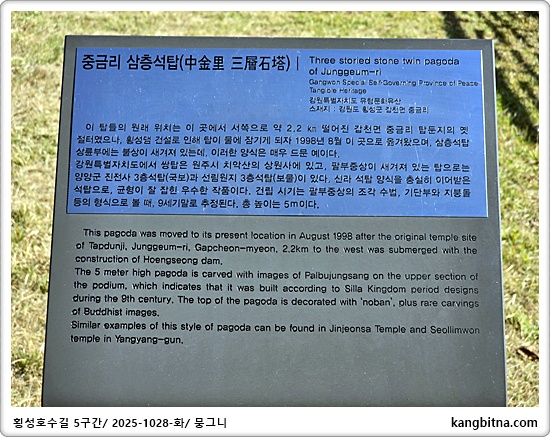 중금리 삼층석탑(中金里 三層石塔)
Three storied stone twin pagoda
of Junggeum-ri
Gangwon Special Self-Governing Province of Peace
Tangible Heritage
강원특별자치도 유형문화유산
소재지 : 강원도 횡성군 갑천면 중금리
이 탑들의 원래 위치는 이 곳에서 서쪽으로 약 2.2 ㎞ 떨어진 갑천면 중금리 탑둔지의 옛
절터였으나, 횡성댐 건설로 인해 탑이 물에 잠기게 되자 1998년 8월 이 곳으로 옮겨왔으며, 삼층석탑
상륜부에는 불상이 새겨져 있는데, 이러한 양식은 매우 드문 예이다.
강원특별자치도에서 쌍탑은 원주시 치악산의 상원사에 있고, 팔부중상이 새겨져 있는 탑으로는
양양군 진전사 3층석탑(국보)과 선림원지 3층석탑(보물)이 있다. 신라 석탑 양식을 충실히 이어받은
석탑으로, 균형이 잘 잡힌 우수한 작품이다. 건립 시기는 팔부중상의 조각 수법, 기단부와 지붕돌
등의 형식으로 볼 때, 9세기말로 추정된다. 총 높이는 5m이다.
This pagoda was moved to its present location in August 1998 after the original temple site
of Tapdunji, Junggeum-ri, Gapcheon-myeon, 2.2km to the west was submerged with the
construction of Hoengseong dam.
The 5 meter high pagoda is carved with images of Palbujungsang on the upper section of
the podium, which indicates that it was built according to Silla Kingdom period designs
during the 9th century. The top of the pagoda is decorated with 'noban', plus rare carvings
of Buddhist images.
Similar examples of this style of pagoda can be found in Jinjeonsa Temple and Seollimwon
temple in Yangyang-gun.
횡성호수길 5구간/ 2025-1028-화/ 뭉그니
kangbitna.com